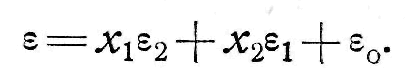 ε = x₁ε₂ + x₂ε₁ + ε₀.